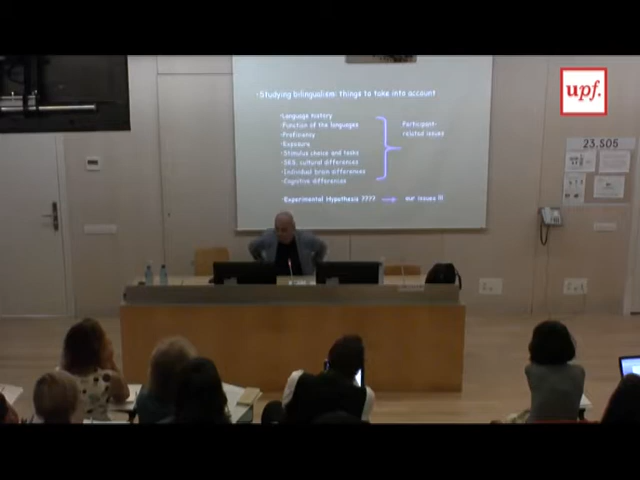 upf.
-Studying bilingualism: things to take into account
-Language history
-Function of the languages
-Proficiency
-Exposure
-Stimulus choice and tasks
-SES, cultural differences
-Individual brain differences
-Cognitive differences
Participant-
related issues
-Experimental Hypothesis ????
our issues !!!
23.S05